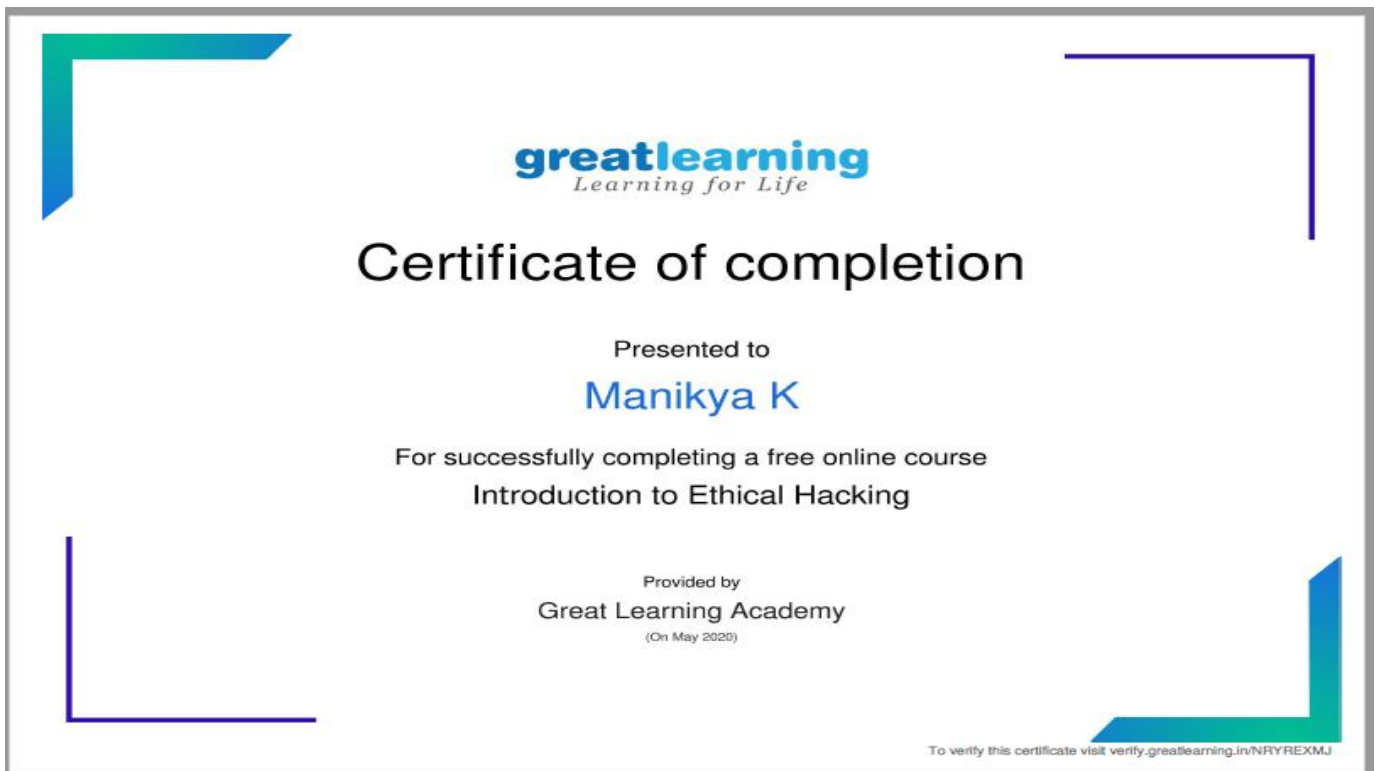 greatlearning
Learning for Life
Certificate of completion
Presented to
Manikya K
For successfully completing a free online course
Introduction to Ethical Hacking
Provided by
Great Learning Academy
(On May 2020)
To verify this certificate visit verify.greatlearning.in/NRYREXMJ